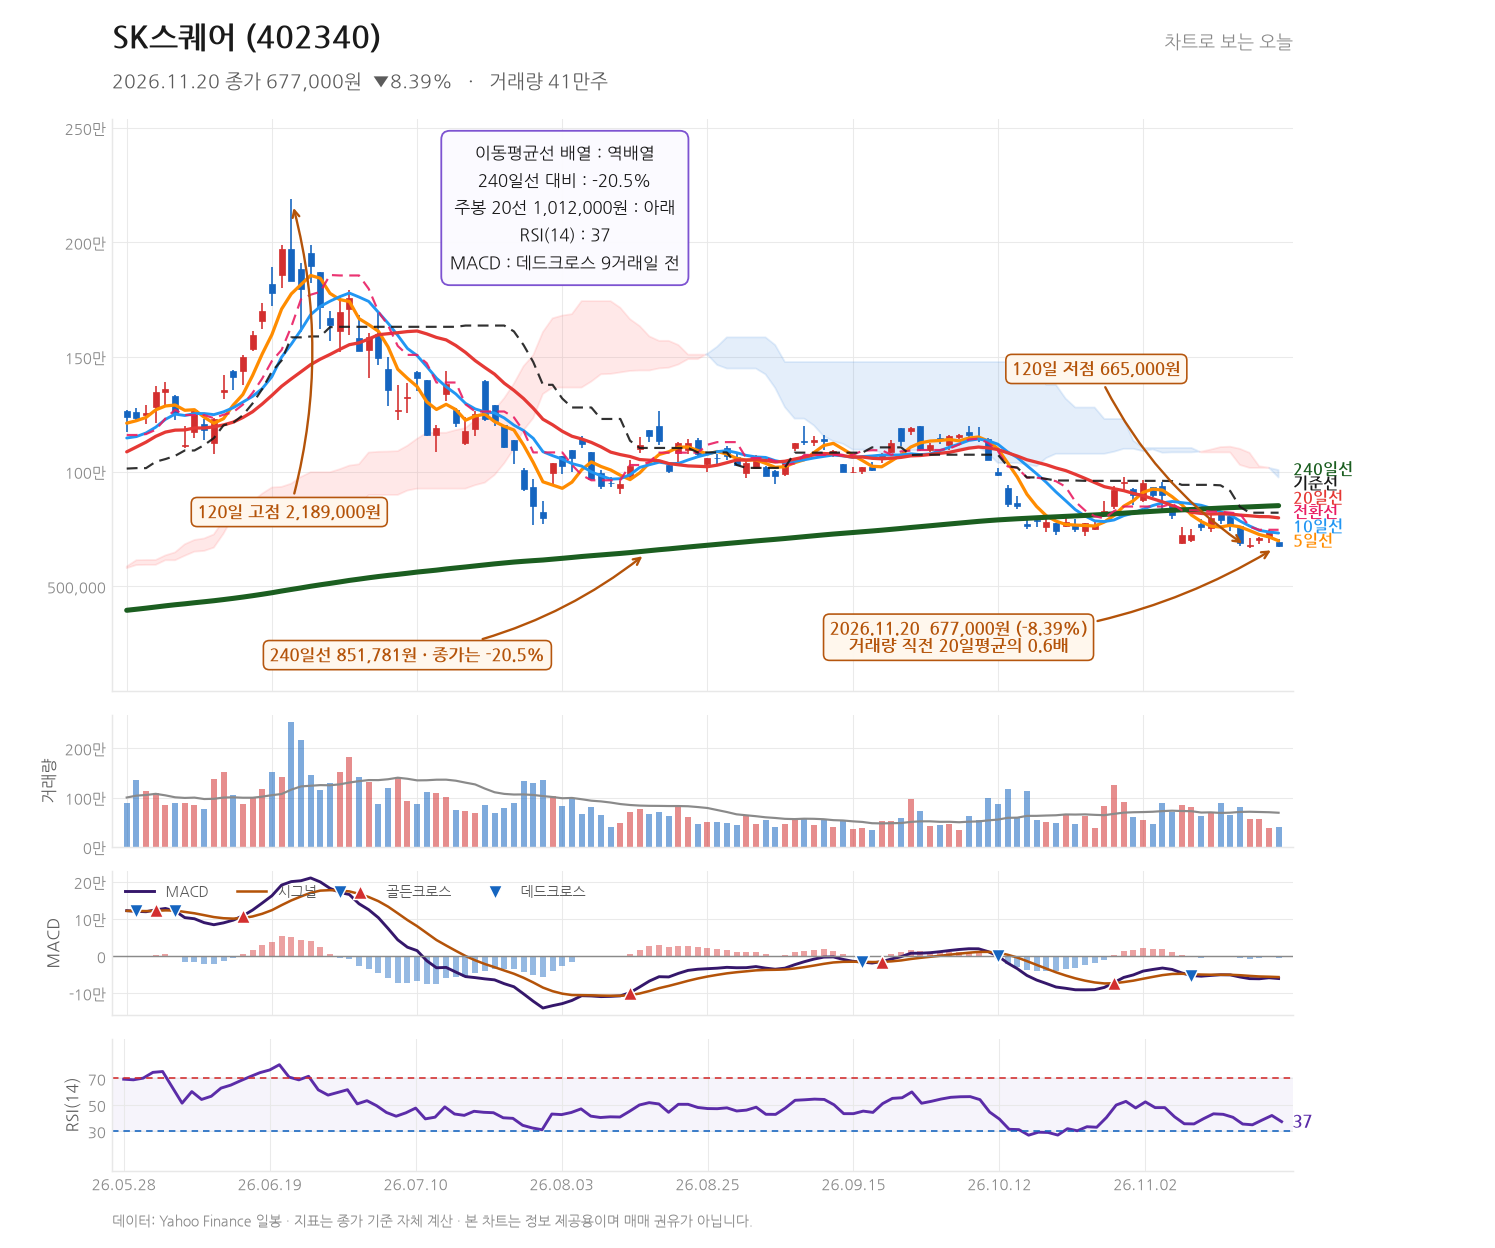 SK스퀘어 (402340)
차트로 보는 오늘
2026.11.20 종가 677,000원 ▼8.39% · 거래량 41만주
250만
200만
150만
100만
500,000
이동평균선 배열 : 역배열
240일선 대비 : -20.5%
주봉 20선 1,012,000원 : 아래
RSI(14) : 37
MACD : 데드크로스 9거래일 전
120일 저점 665,000원
120일 고점 2,189,000원
240일선 851,781원 · 종가는 -20.5%
2026.11.20 677,000원 (-8.39%)
거래량 직전 20일평균의 0.6배
240일선
기준선
20일선
전환선
10일선
5일선
거래량
200만
100만
0만
MACD
20만
10만
0
-10만
MACD
시그널
골든크로스
데드크로스
RSI(14)
70
50
30
37
26.05.28
26.06.19
26.07.10
26.08.03
26.08.25
26.09.15
26.10.12
26.11.02
데이터: Yahoo Finance 일봉 · 지표는 종가 기준 자체 계산 · 본 차트는 정보 제공용이며 매매 권유가 아닙니다.